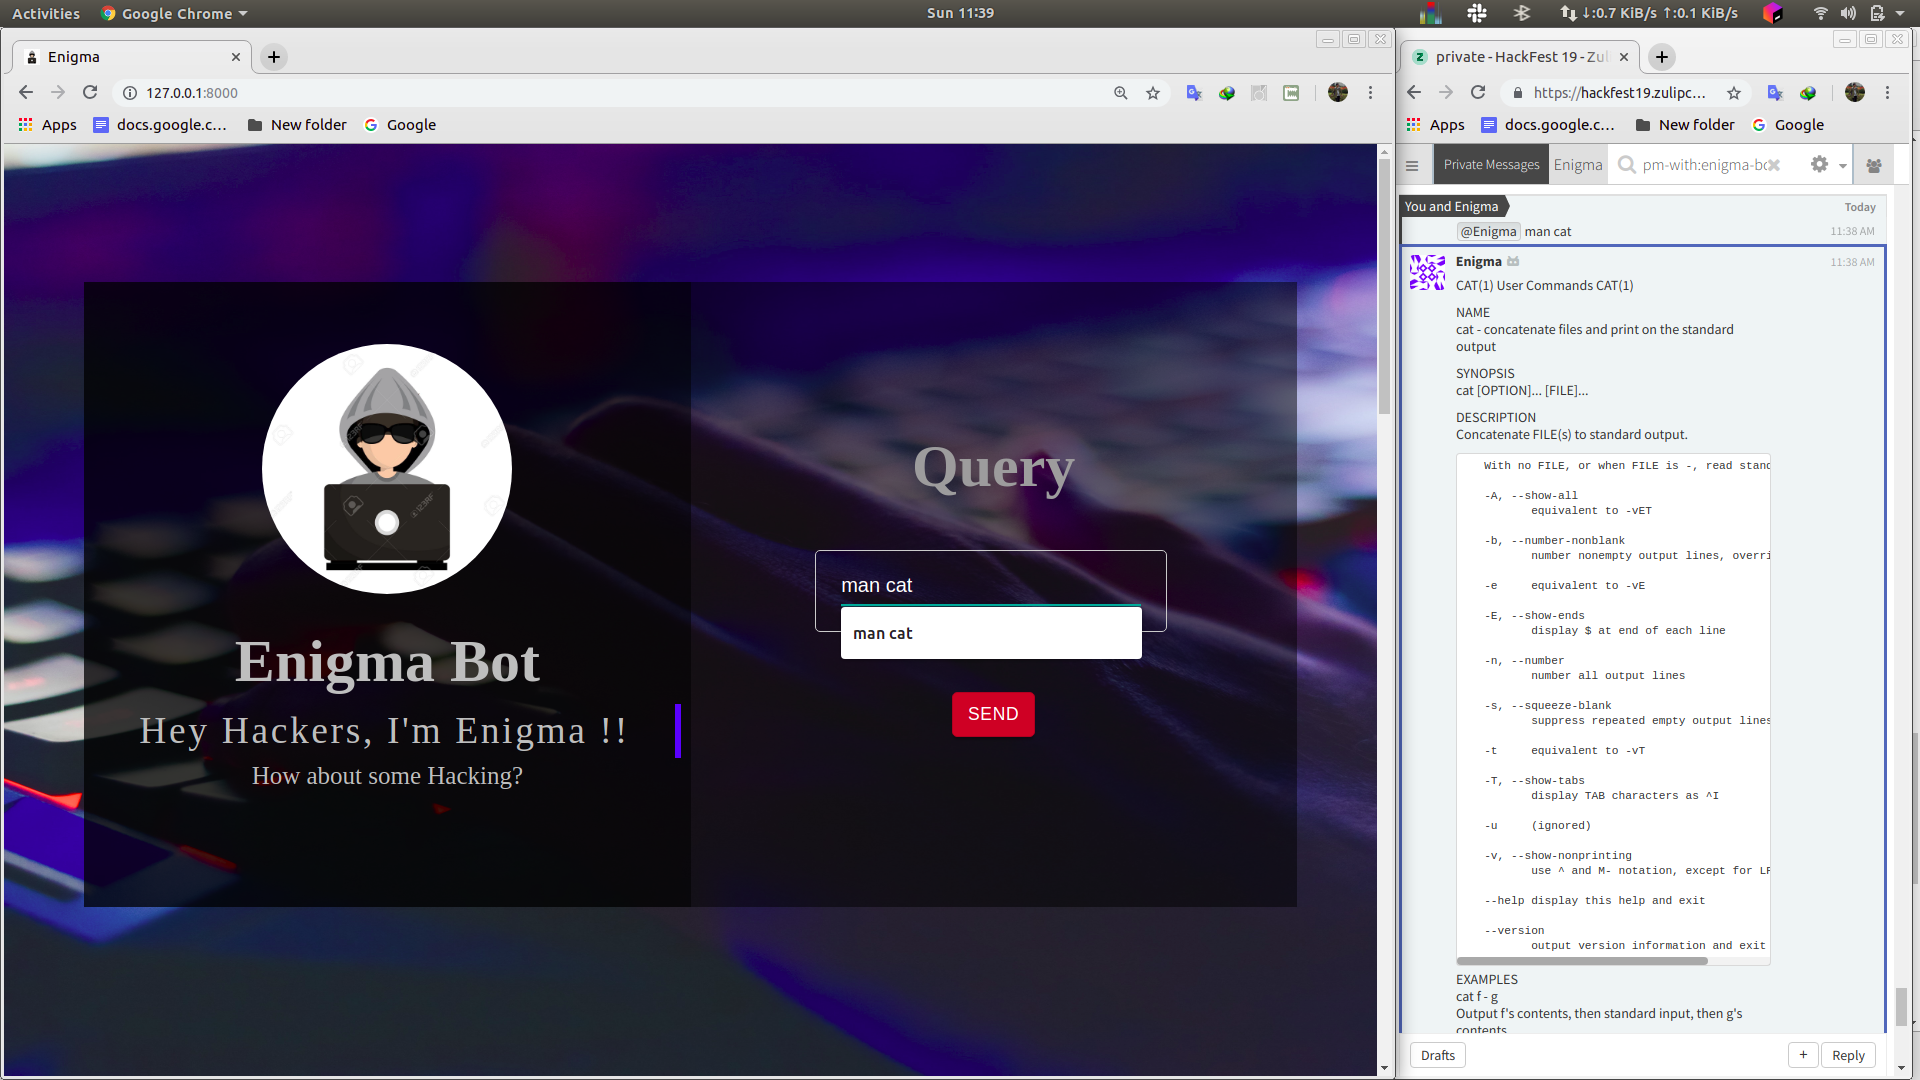 Activities
Google Chrome
Sun 11:39
↓:0.7 KiB/s ↑:0.1 KiB/s
Enigma
127.0.0.1:8000
Apps
docs.google.c...
New folder
Google
Enigma Bot
Hey Hackers, I'm Enigma !!
How about some Hacking?
Query
man cat
man cat
SEND
private - HackFest 19 - Zul
https://hackfest19.zulipc...
Apps
docs.google.c...
New folder
Google
Private Messages
Enigma
pm-with:enigma-bo
You and Enigma
Today
@Enigma man cat
11:38 AM
Enigma
11:38 AM
CAT(1) User Commands CAT(1)
NAME
cat - concatenate files and print on the standard
output
SYNOPSIS
cat [OPTION]... [FILE]...
DESCRIPTION
Concatenate FILE(s) to standard output.
With no FILE, or when FILE is -, read stand
-A, --show-all
equivalent to -vET
-b, --number-nonblank
number nonempty output lines, overri
-e equivalent to -vE
-E, --show-ends
display $ at end of each line
-n, --number
number all output lines
-s, --squeeze-blank
suppress repeated empty output lines
-t equivalent to -vT
-T, --show-tabs
display TAB characters as ^I
-u (ignored)
-v, --show-nonprinting
use ^ and M- notation, except for LF
--help display this help and exit
--version
output version information and exit
EXAMPLES
cat f - g
Output f's contents, then standard input, then g's
contents
Drafts
+
Reply